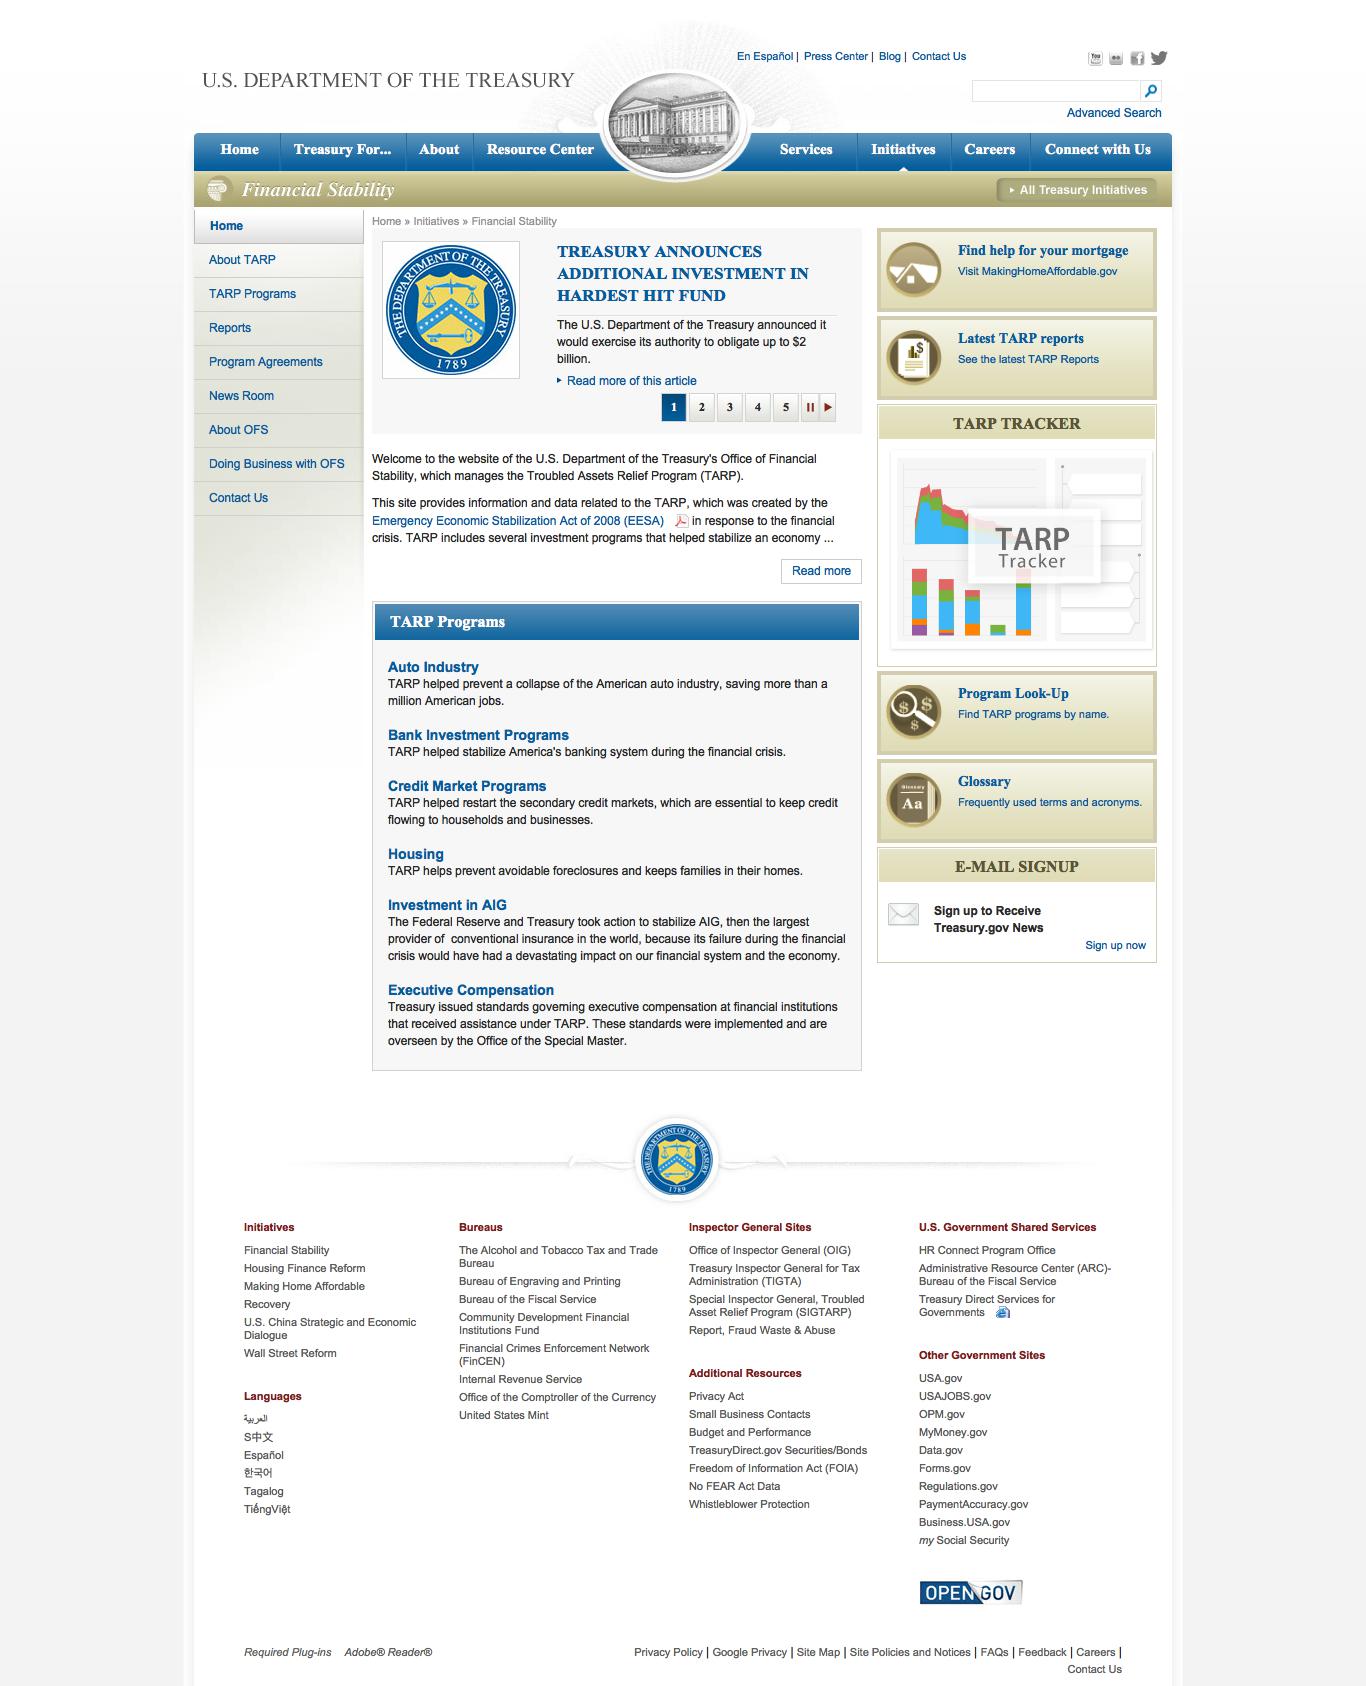 En Español | Press Center | Blog | Contact Us
U.S. DEPARTMENT OF THE TREASURY
Advanced Search
Home Treasury For... About Resource Center Services Initiatives Careers Connect with Us
Financial Stability
All Treasury Initiatives
Home
About TARP
TARP Programs
Reports
Program Agreements
News Room
About OFS
Doing Business with OFS
Contact Us
Home » Initiatives » Financial Stability
THE DEPARTMENT OF THE TREASURY
1789
TREASURY ANNOUNCES
ADDITIONAL INVESTMENT IN
HARDEST HIT FUND
The U.S. Department of the Treasury announced it
would exercise its authority to obligate up to $2
billion.
Read more of this article
1 2 3 4 5
Welcome to the website of the U.S. Department of the Treasury's Office of Financial
Stability, which manages the Troubled Assets Relief Program (TARP).
This site provides information and data related to the TARP, which was created by the
Emergency Economic Stabilization Act of 2008 (EESA) in response to the financial
crisis. TARP includes several investment programs that helped stabilize an economy ...
Read more
TARP Programs
Auto Industry
TARP helped prevent a collapse of the American auto industry, saving more than a
million American jobs.
Bank Investment Programs
TARP helped stabilize America's banking system during the financial crisis.
Credit Market Programs
TARP helped restart the secondary credit markets, which are essential to keep credit
flowing to households and businesses.
Housing
TARP helps prevent avoidable foreclosures and keeps families in their homes.
Investment in AIG
The Federal Reserve and Treasury took action to stabilize AIG, then the largest
provider of conventional insurance in the world, because its failure during the financial
crisis would have had a devastating impact on our financial system and the economy.
Executive Compensation
Treasury issued standards governing executive compensation at financial institutions
that received assistance under TARP. These standards were implemented and are
overseen by the Office of the Special Master.
Find help for your mortgage
Visit MakingHomeAffordable.gov
Latest TARP reports
See the latest TARP Reports
TARP TRACKER
TARP
Tracker
Program Look-Up
Find TARP programs by name.
Glossary
Aa
Glossary
Frequently used terms and acronyms.
E-MAIL SIGNUP
Sign up to Receive
Treasury.gov News
Sign up now
THE DEPARTMENT OF THE TREASURY
1789
Initiatives
Financial Stability
Housing Finance Reform
Making Home Affordable
Recovery
U.S. China Strategic and Economic
Dialogue
Wall Street Reform
Languages
العربية
S中文
Español
한국어
Tagalog
TiếngViệt
Bureaus
The Alcohol and Tobacco Tax and Trade
Bureau
Bureau of Engraving and Printing
Bureau of the Fiscal Service
Community Development Financial
Institutions Fund
Financial Crimes Enforcement Network
(FinCEN)
Internal Revenue Service
Office of the Comptroller of the Currency
United States Mint
Inspector General Sites
Office of Inspector General (OIG)
Treasury Inspector General for Tax
Administration (TIGTA)
Special Inspector General, Troubled
Asset Relief Program (SIGTARP)
Report, Fraud Waste & Abuse
Additional Resources
Privacy Act
Small Business Contacts
Budget and Performance
TreasuryDirect.gov Securities/Bonds
Freedom of Information Act (FOIA)
No FEAR Act Data
Whistleblower Protection
U.S. Government Shared Services
HR Connect Program Office
Administrative Resource Center (ARC)-
Bureau of the Fiscal Service
Treasury Direct Services for
Governments
Other Government Sites
USA.gov
USAJOBS.gov
OPM.gov
MyMoney.gov
Data.gov
Forms.gov
Regulations.gov
PaymentAccuracy.gov
Business.USA.gov
my Social Security
OPEN GOV
Required Plug-ins Adobe® Reader®
Privacy Policy | Google Privacy | Site Map | Site Policies and Notices | FAQs | Feedback | Careers |
Contact Us